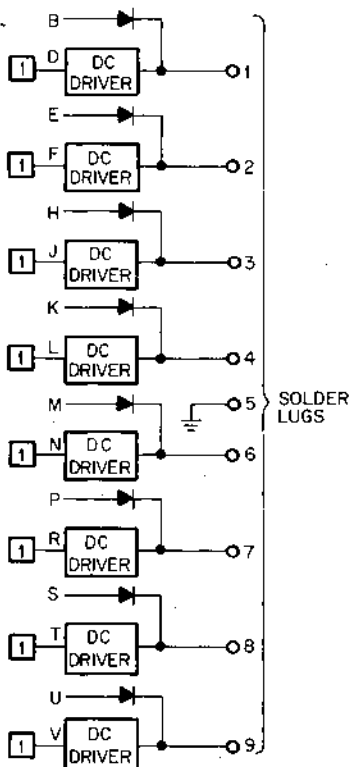 B
1 D DC DRIVER 1
E
1 F DC DRIVER 2
H
1 J DC DRIVER 3
K
1 L DC DRIVER 4
5 SOLDER LUGS
M
1 N DC DRIVER 6
P
1 R DC DRIVER 7
S
1 T DC DRIVER 8
U
1 V DC DRIVER 9